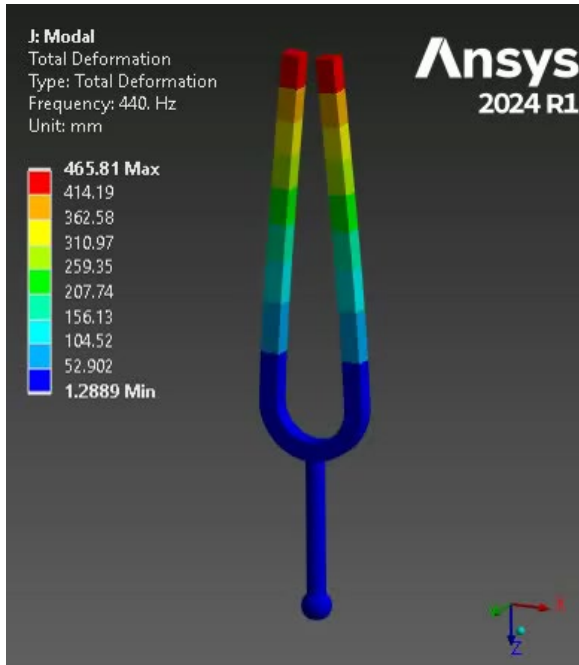 J: Modal
Total Deformation
Type: Total Deformation
Frequency: 440. Hz
Unit: mm
465.81 Max
414.19
362.58
310.97
259.35
207.74
156.13
104.52
52.902
1.2889 Min
Ansys
2024 R1
Z